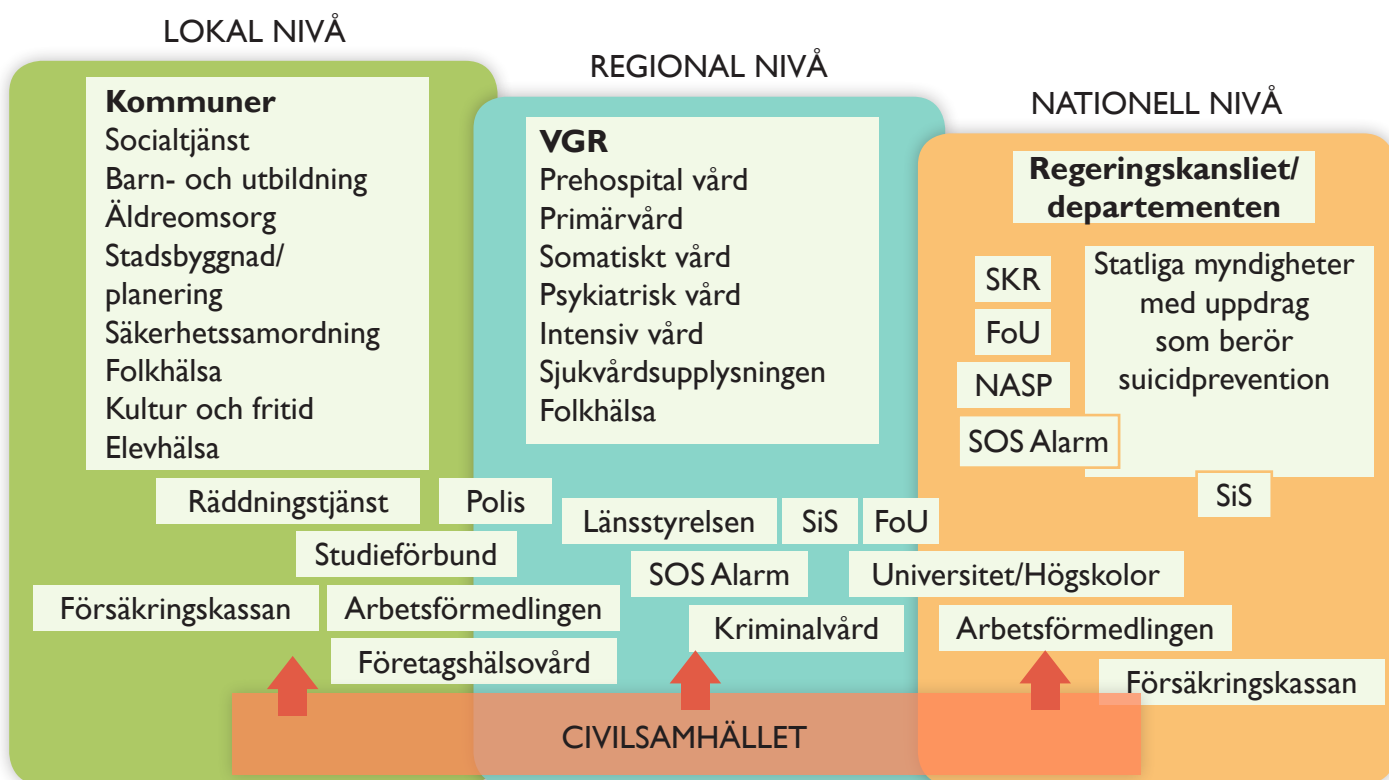 LOKAL NIVÅ
Kommuner
Socialtjänst
Barn- och utbildning
Äldreomsorg
Stadsbyggnad/
planering
Säkerhetssamordning
Folkhälsa
Kultur och fritid
Elevhälsa
REGIONAL NIVÅ
VGR
Prehospital vård
Primärvård
Somatiskt vård
Psykiatrisk vård
Intensiv vård
Sjukvårdsupplysningen
Folkhälsa
NATIONELL NIVÅ
Regeringskansliet/
departementen
SKR
FoU
NASP
SOS Alarm
Statliga myndigheter
med uppdrag
som berör
suicidprevention
SiS
Räddningstjänst
Polis
Länsstyrelsen
SiS
FoU
Studieförbund
SOS Alarm
Universitet/Högskolor
Försäkringskassan
Arbetsförmedlingen
Kriminalvård
Arbetsförmedlingen
Företagshälsovård
Försäkringskassan
CIVILSAMHÄLLET